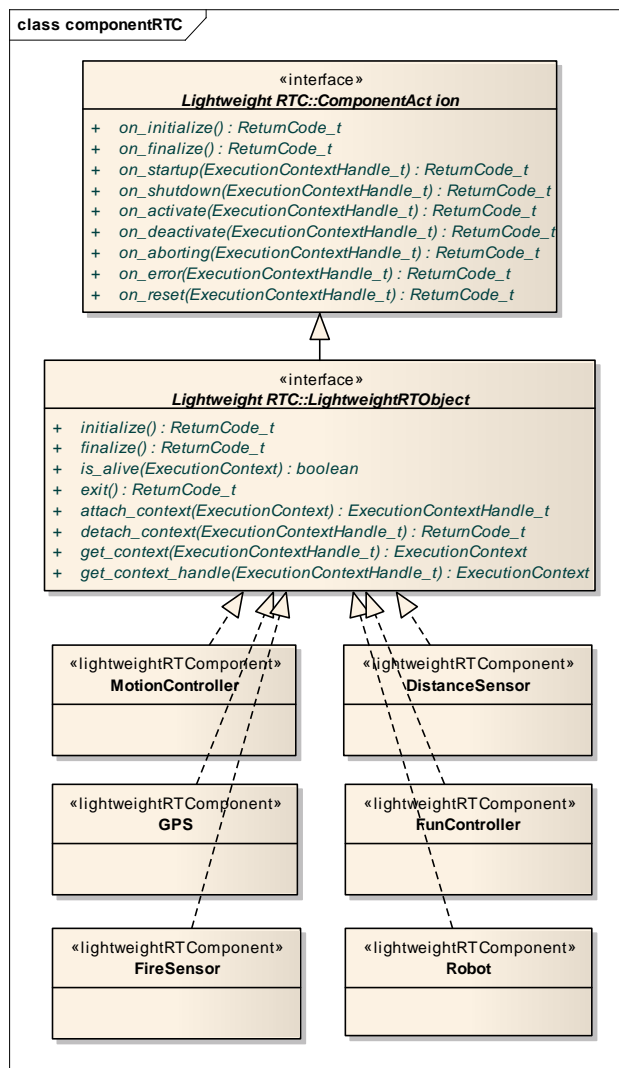 class componentRTC
«interface»
Lightweight RTC::ComponentAct ion
+ on_initialize() : ReturnCode_t
+ on_finalize() : ReturnCode_t
+ on_startup(ExecutionContextHandle_t) : ReturnCode_t
+ on_shutdown(ExecutionContextHandle_t) : ReturnCode_t
+ on_activate(ExecutionContextHandle_t) : ReturnCode_t
+ on_deactivate(ExecutionContextHandle_t) : ReturnCode_t
+ on_aborting(ExecutionContextHandle_t) : ReturnCode_t
+ on_error(ExecutionContextHandle_t) : ReturnCode_t
+ on_reset(ExecutionContextHandle_t) : ReturnCode_t
«interface»
Lightweight RTC::LightweightRTObject
+ initialize() : ReturnCode_t
+ finalize() : ReturnCode_t
+ is_alive(ExecutionContext) : boolean
+ exit() : ReturnCode_t
+ attach_context(ExecutionContext) : ExecutionContextHandle_t
+ detach_context(ExecutionContextHandle_t) : ReturnCode_t
+ get_context(ExecutionContextHandle_t) : ExecutionContext
+ get_context_handle(ExecutionContextHandle_t) : ExecutionContext
«lightweightRTComponent»
MotionController
«lightweightRTComponent»
DistanceSensor
«lightweightRTComponent»
GPS
«lightweightRTComponent»
FunController
«lightweightRTComponent»
FireSensor
«lightweightRTComponent»
Robot